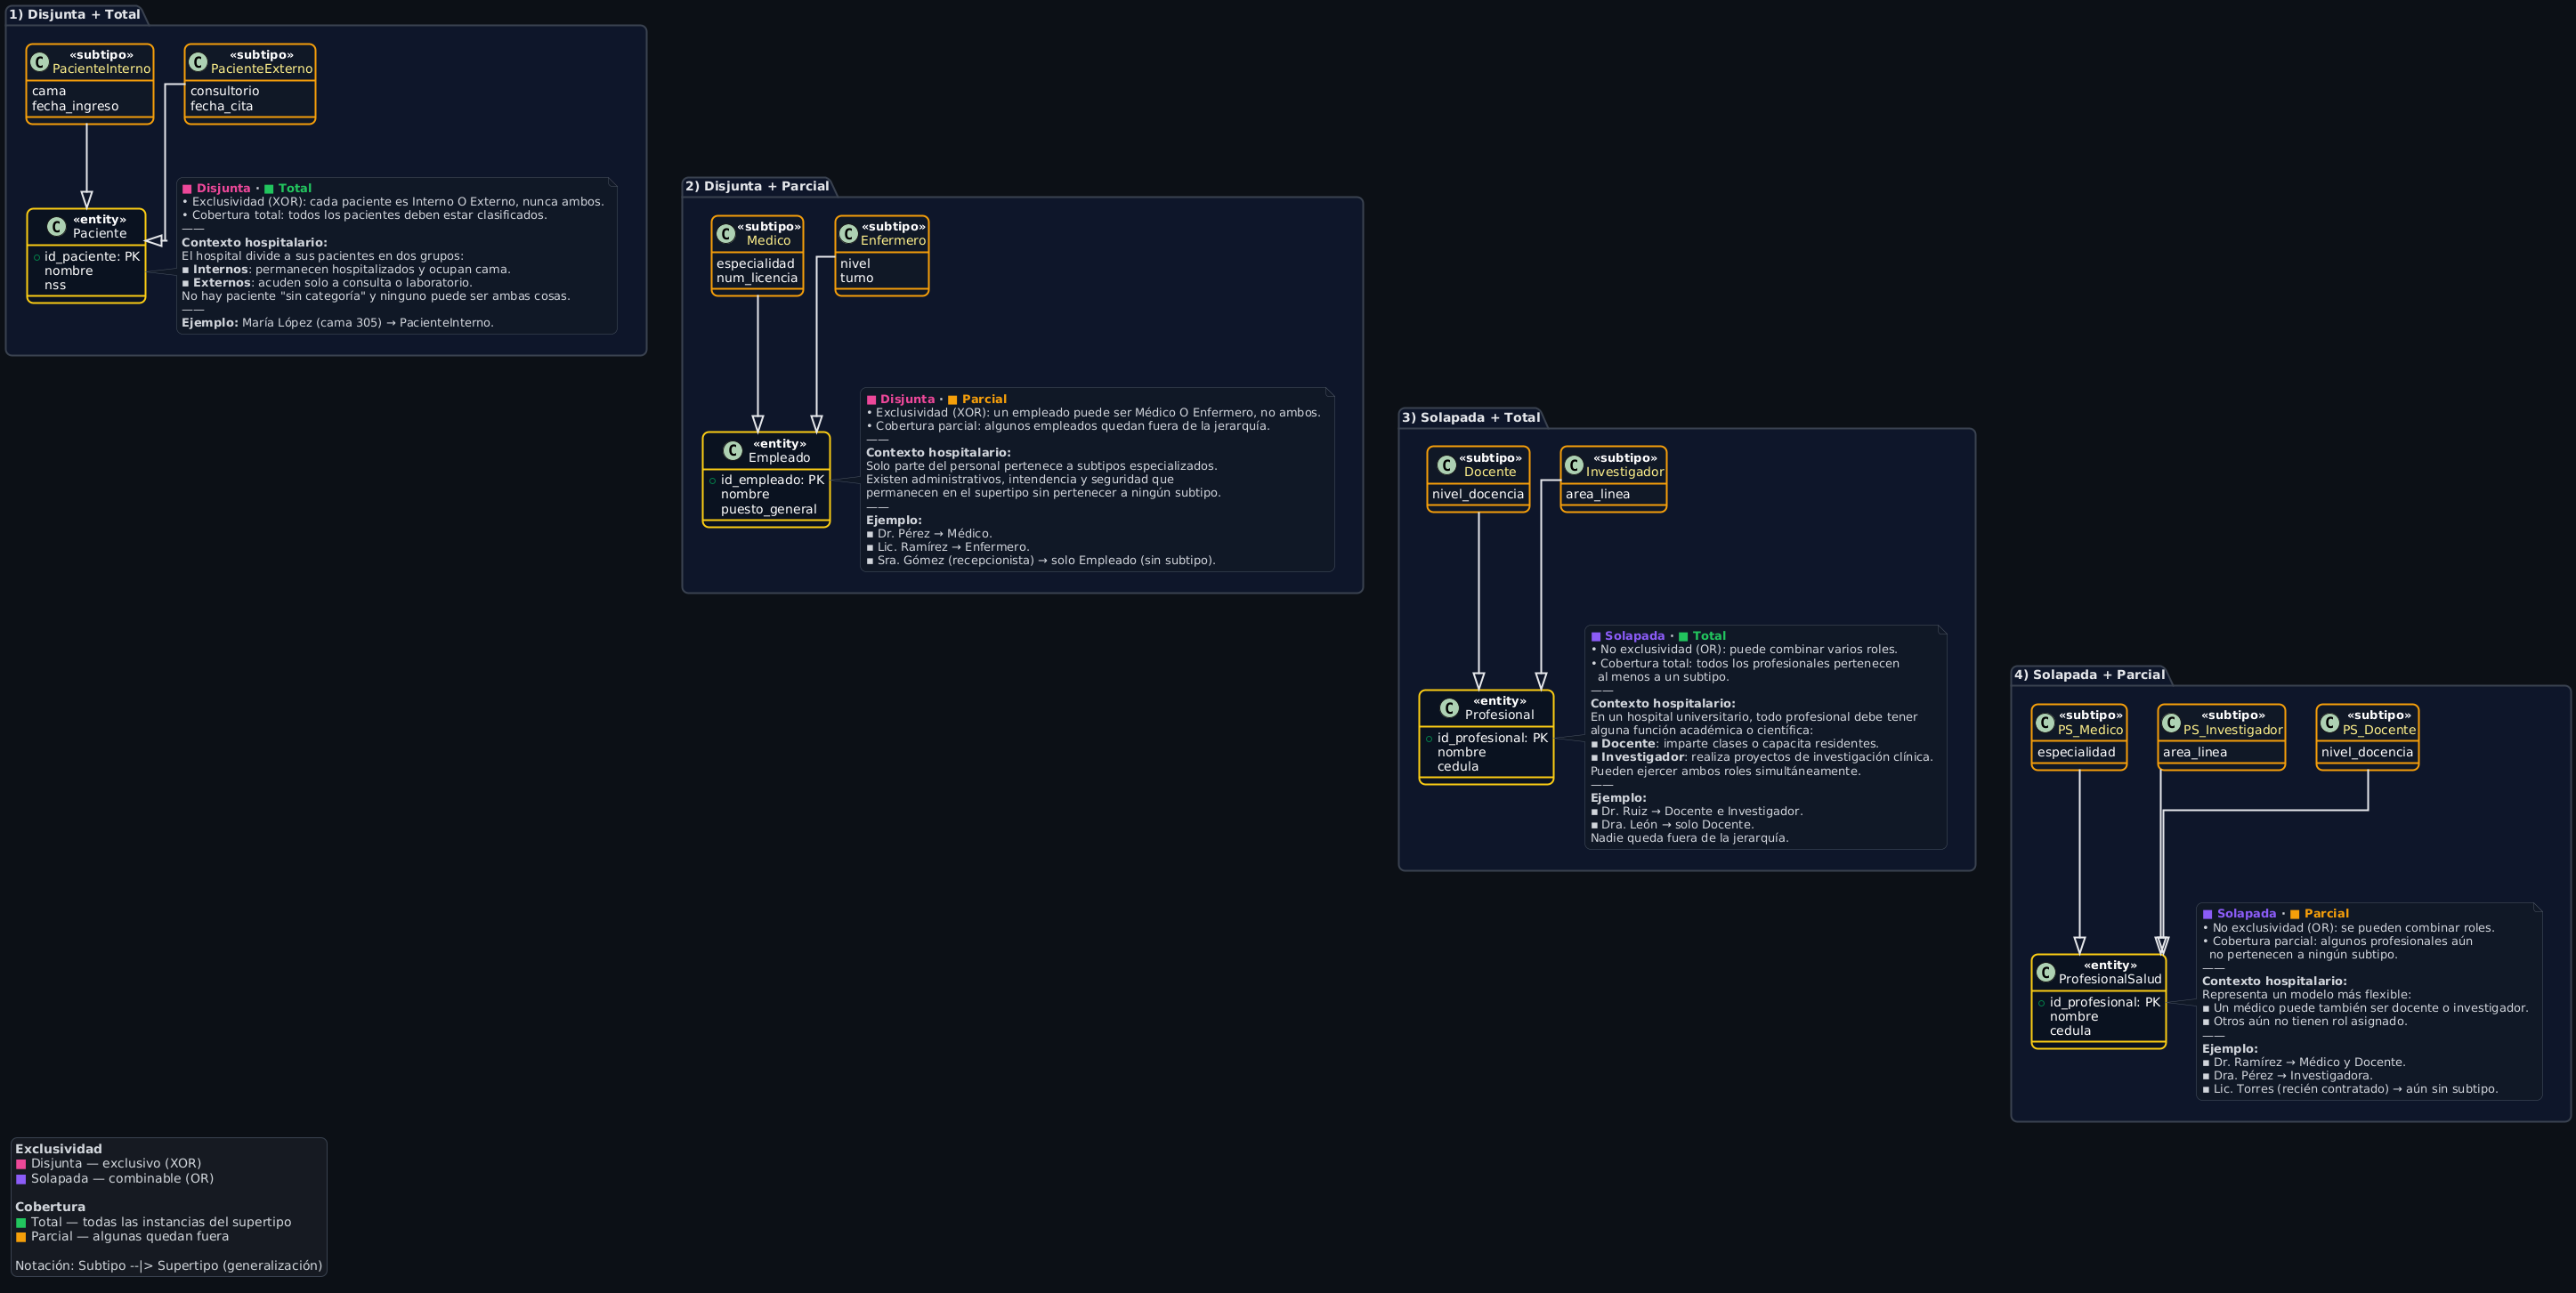 1) Disjunta + Total
«subtipo»
PacienteInterno
cama
fecha_ingreso
«subtipo»
PacienteExterno
consultorio
fecha_cita
«entity»
Paciente
id_paciente: PK
nombre
nss
■ Disjunta · ■ Total
• Exclusividad (XOR): cada paciente es Interno O Externo, nunca ambos.
• Cobertura total: todos los pacientes deben estar clasificados.
——
Contexto hospitalario:
El hospital divide a sus pacientes en dos grupos:
▪ Internos: permanecen hospitalizados y ocupan cama.
▪ Externos: acuden solo a consulta o laboratorio.
No hay paciente "sin categoría" y ninguno puede ser ambas cosas.
——
Ejemplo: María López (cama 305) → PacienteInterno.
2) Disjunta + Parcial
«subtipo»
Medico
especialidad
num_licencia
«subtipo»
Enfermero
nivel
turno
«entity»
Empleado
id_empleado: PK
nombre
puesto_general
■ Disjunta · ■ Parcial
• Exclusividad (XOR): un empleado puede ser Médico O Enfermero, no ambos.
• Cobertura parcial: algunos empleados quedan fuera de la jerarquía.
——
Contexto hospitalario:
Solo parte del personal pertenece a subtipos especializados.
Existen administrativos, intendencia y seguridad que
permanecen en el supertipo sin pertenecer a ningún subtipo.
——
Ejemplo:
▪ Dr. Pérez → Médico.
▪ Lic. Ramírez → Enfermero.
▪ Sra. Gómez (recepcionista) → solo Empleado (sin subtipo).
3) Solapada + Total
«subtipo»
Docente
nivel_docencia
«subtipo»
Investigador
area_linea
«entity»
Profesional
id_profesional: PK
nombre
cedula
■ Solapada · ■ Total
• No exclusividad (OR): puede combinar varios roles.
• Cobertura total: todos los profesionales pertenecen
al menos a un subtipo.
——
Contexto hospitalario:
En un hospital universitario, todo profesional debe tener
alguna función académica o científica:
▪ Docente: imparte clases o capacita residentes.
▪ Investigador: realiza proyectos de investigación clínica.
Pueden ejercer ambos roles simultáneamente.
——
Ejemplo:
▪ Dr. Ruiz → Docente e Investigador.
▪ Dra. León → solo Docente.
Nadie queda fuera de la jerarquía.
4) Solapada + Parcial
«subtipo»
PS_Medico
especialidad
«subtipo»
PS_Investigador
area_linea
«subtipo»
PS_Docente
nivel_docencia
«entity»
ProfesionalSalud
id_profesional: PK
nombre
cedula
■ Solapada · ■ Parcial
• No exclusividad (OR): se pueden combinar roles.
• Cobertura parcial: algunos profesionales aún
no pertenecen a ningún subtipo.
——
Contexto hospitalario:
Representa un modelo más flexible:
▪ Un médico puede también ser docente o investigador.
▪ Otros aún no tienen rol asignado.
——
Ejemplo:
▪ Dr. Ramírez → Médico y Docente.
▪ Dra. Pérez → Investigadora.
▪ Lic. Torres (recién contratado) → aún sin subtipo.
Exclusividad
■ Disjunta — exclusivo (XOR)
■ Solapada — combinable (OR)
Cobertura
■ Total — todas las instancias del supertipo
■ Parcial — algunas quedan fuera
Notación: Subtipo --|> Supertipo (generalización)